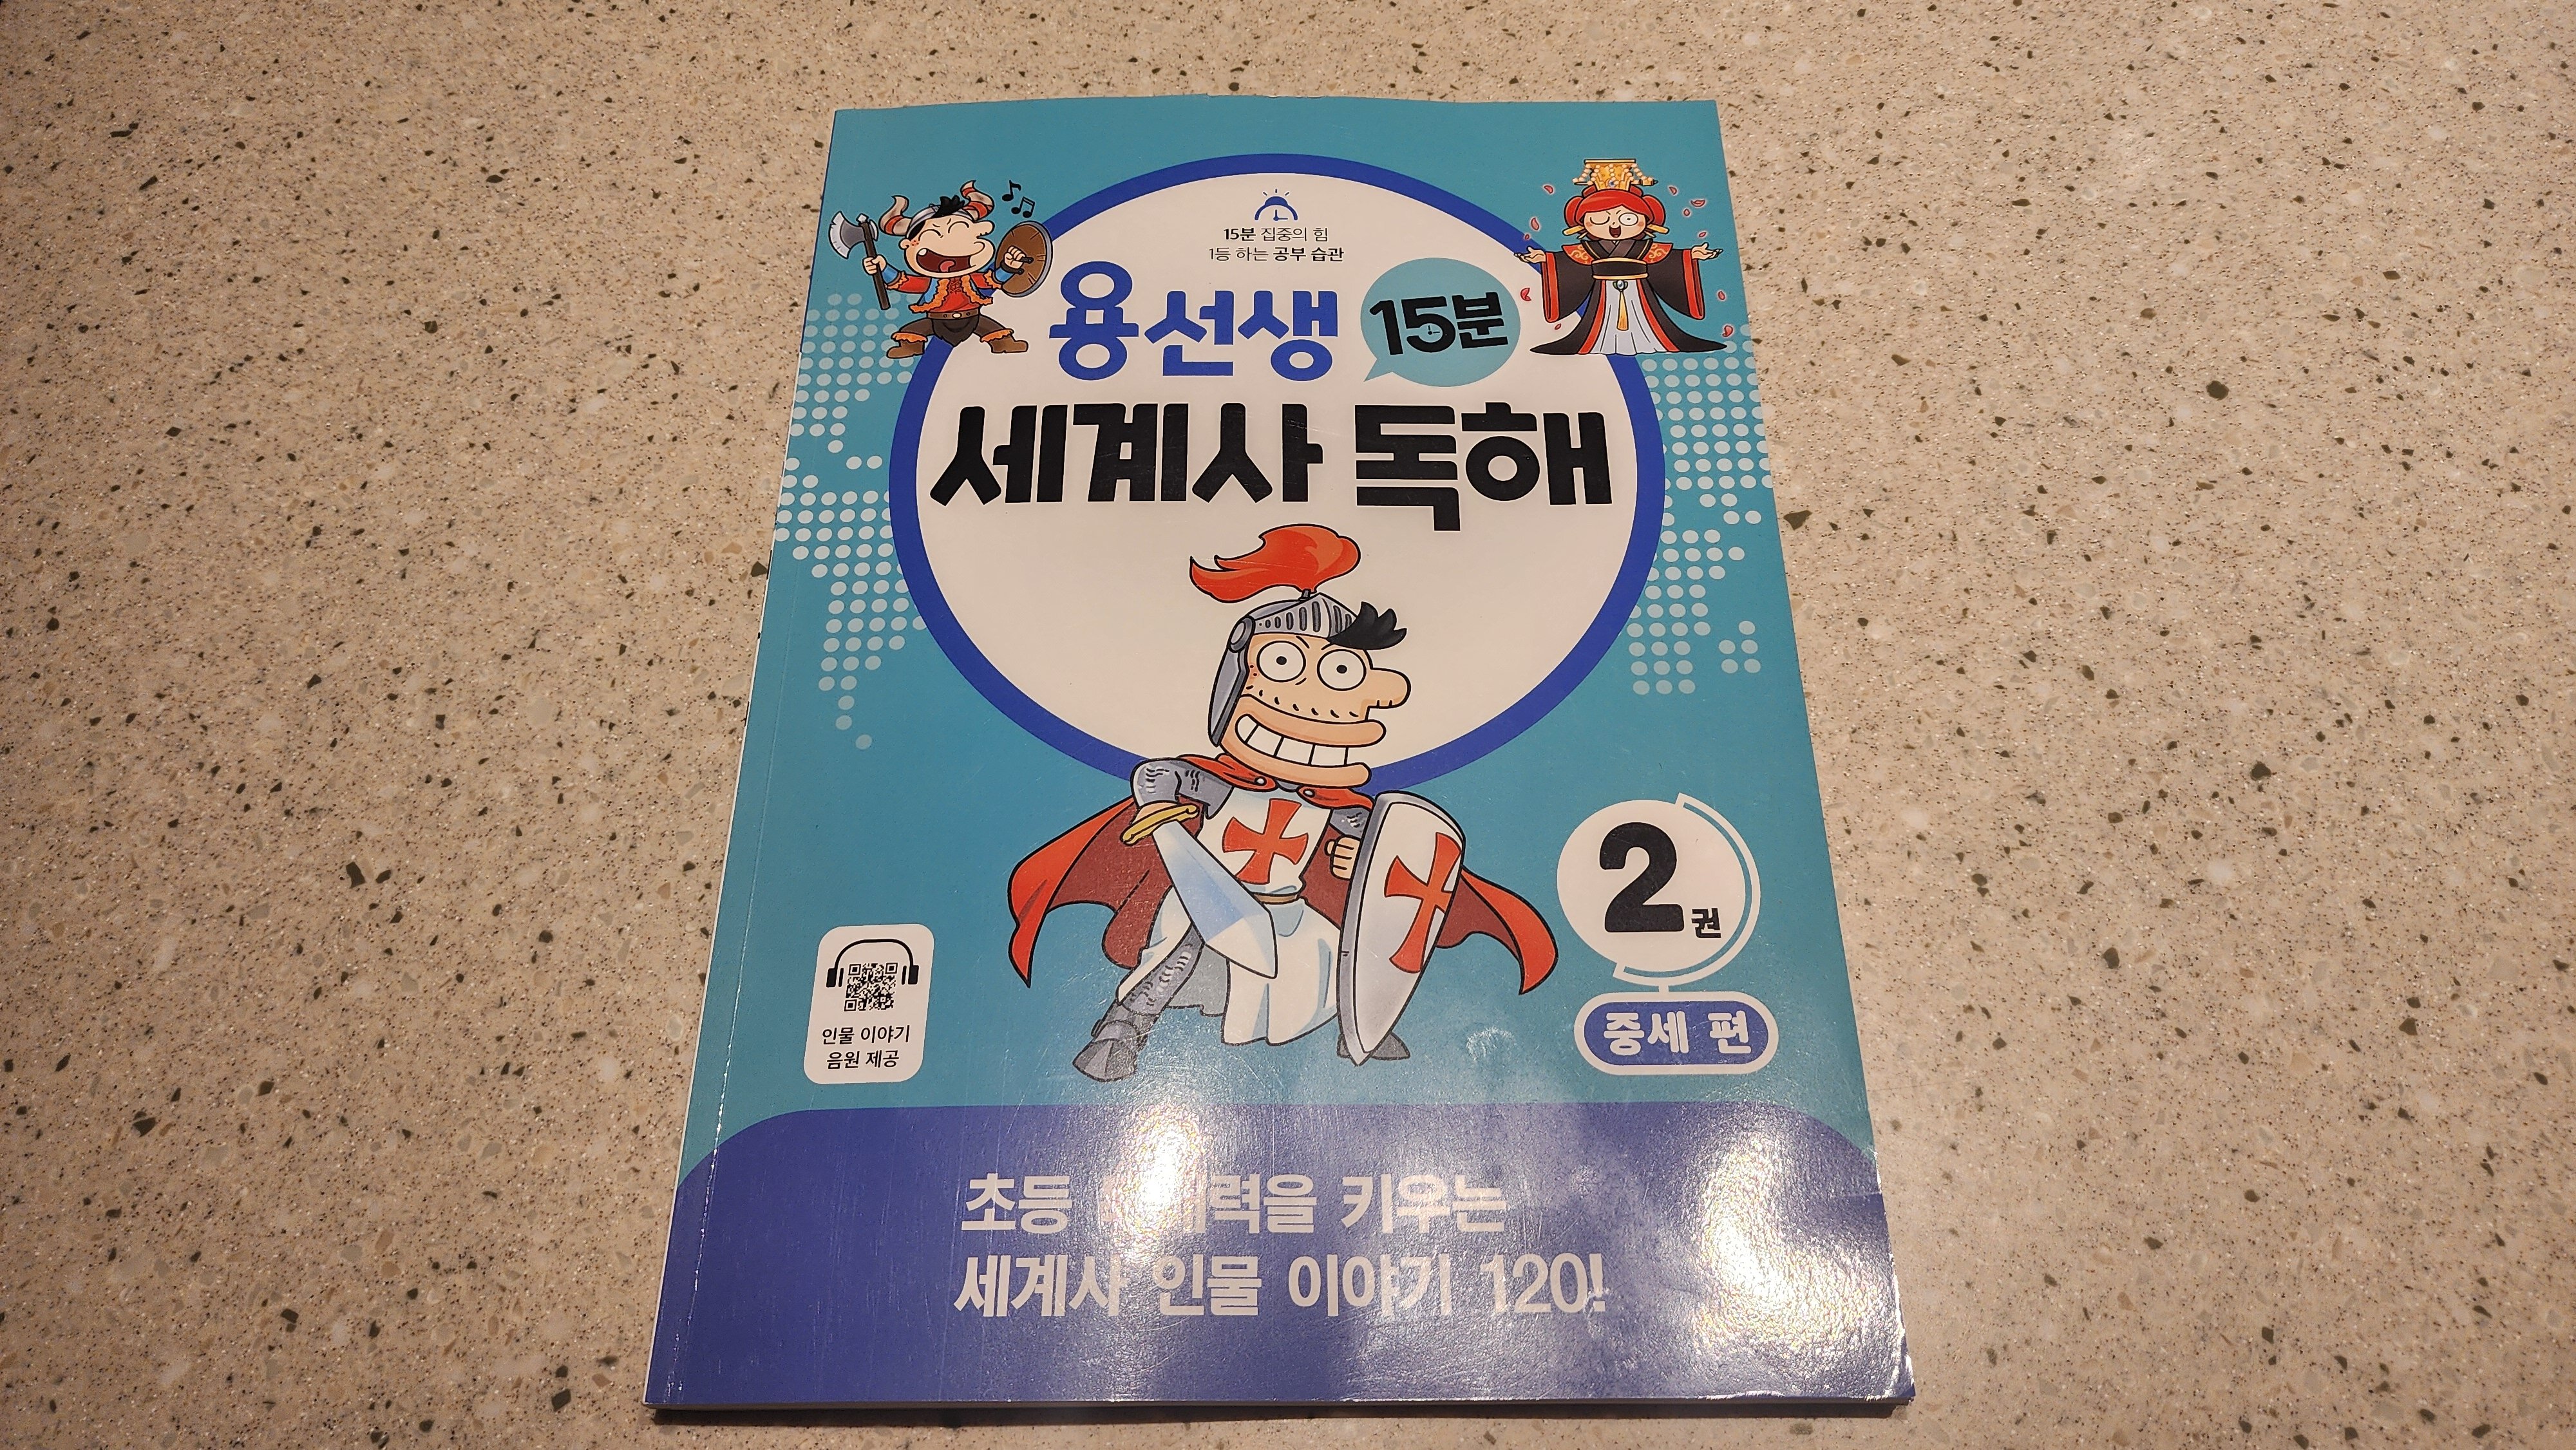 15분 집중의 힘
1등 하는 공부 습관
용선생 15분
세계사 독해
2권
중세 편
인물 이야기
음원 제공
초등 키우는
세계사 인물 이야기 120!